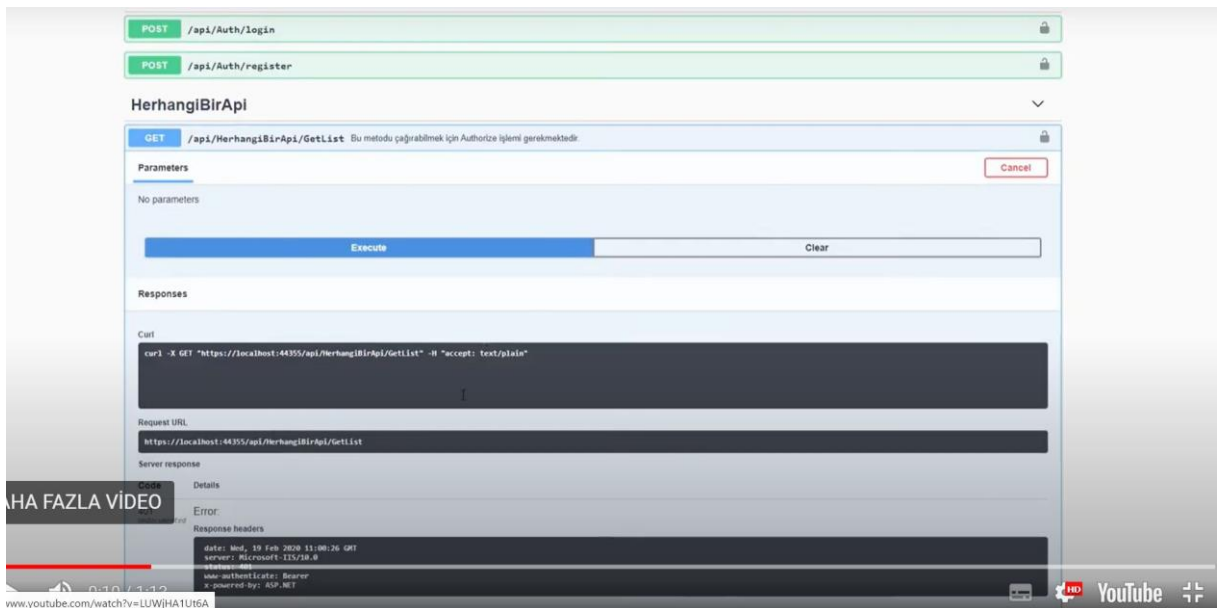 POST /api/Auth/login
POST /api/Auth/register
HerhangiBirApi
GET /api/HerhangiBirApi/GetList Bu metodu çağırabilmek için Authorize işlemi gerekmektedir.
Parameters
Cancel
No parameters
Execute
Clear
Responses
Curl
curl -X GET "https://localhost:44355/api/HerhangiBirApi/GetList" -H "accept: text/plain"
Request URL
https://localhost:44355/api/HerhangiBirApi/GetList
Server response
Code Details
AHA FAZLA VİDEO
Error:
Response headers
date: Wed, 19 Feb 2020 11:00:26 GMT
server: Microsoft-IIS/10.0
status: 401
www-authenticate: Bearer
x-powered-by: ASP.NET
HD
YouTube
www.youtube.com/watch?v=LUWjHA1Ut6A